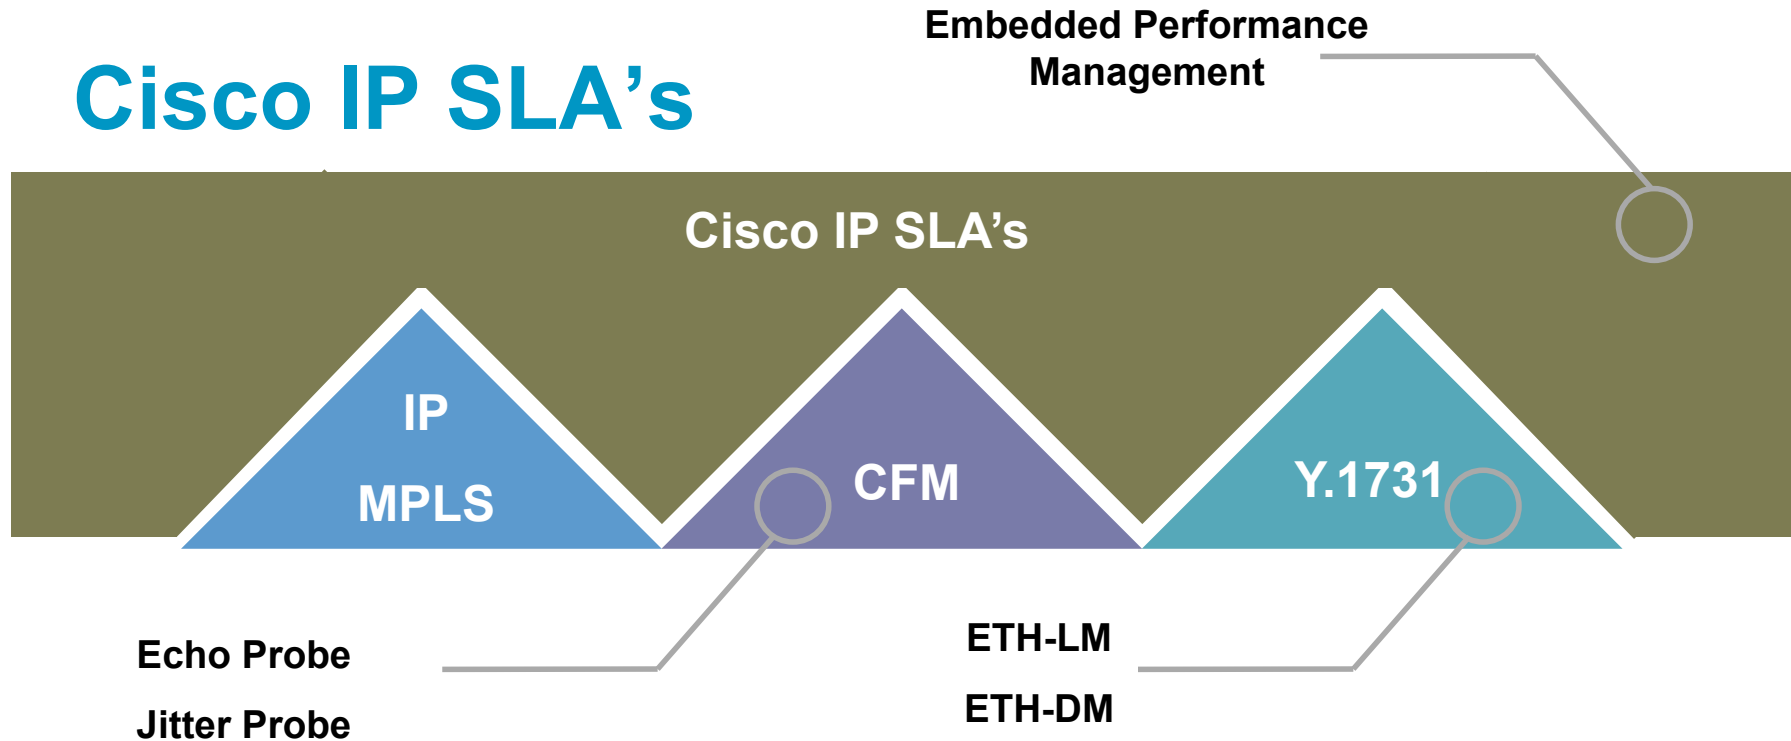 Embedded Performance
Management
Cisco IP SLA’s
Cisco IP SLA’s
IP
MPLS
CFM
Y.1731
Echo Probe
Jitter Probe
ETH-LM
ETH-DM